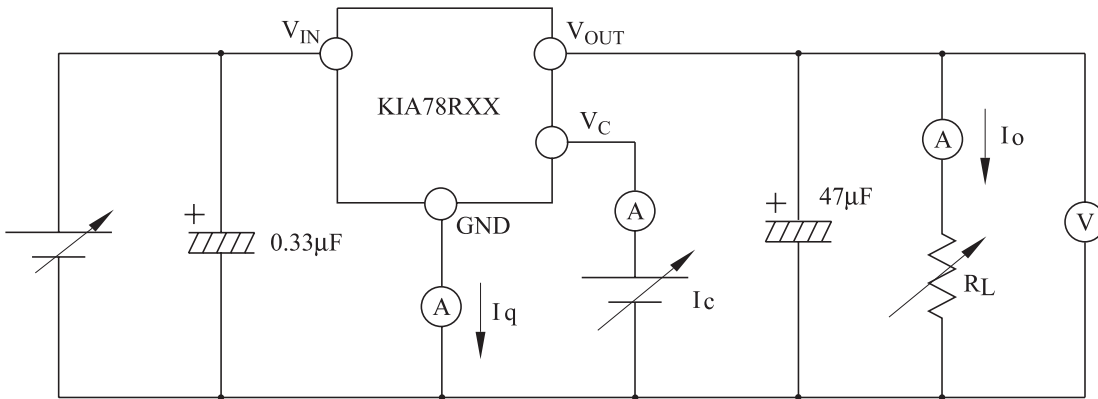 VIN
VOUT
KIA78RXX
VC
A
Io
+
0.33μF
GND
A
+
47μF
V
A
Iq
Ic
RL